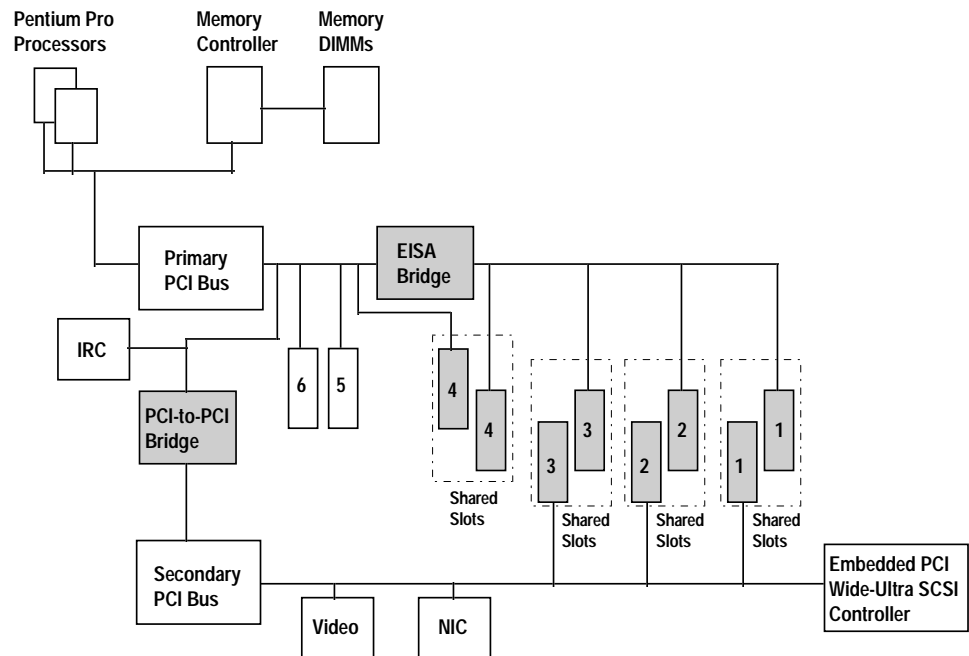 Pentium Pro
Processors
Memory
Controller
Memory
DIMMs
Primary
PCI Bus
EISA
Bridge
IRC
6
5
4
4
3
3
2
2
1
1
PCI-to-PCI
Bridge
Shared
Slots
Shared
Slots
Shared
Slots
Shared
Slots
Secondary
PCI Bus
Video
NIC
Embedded PCI
Wide-Ultra SCSI
Controller